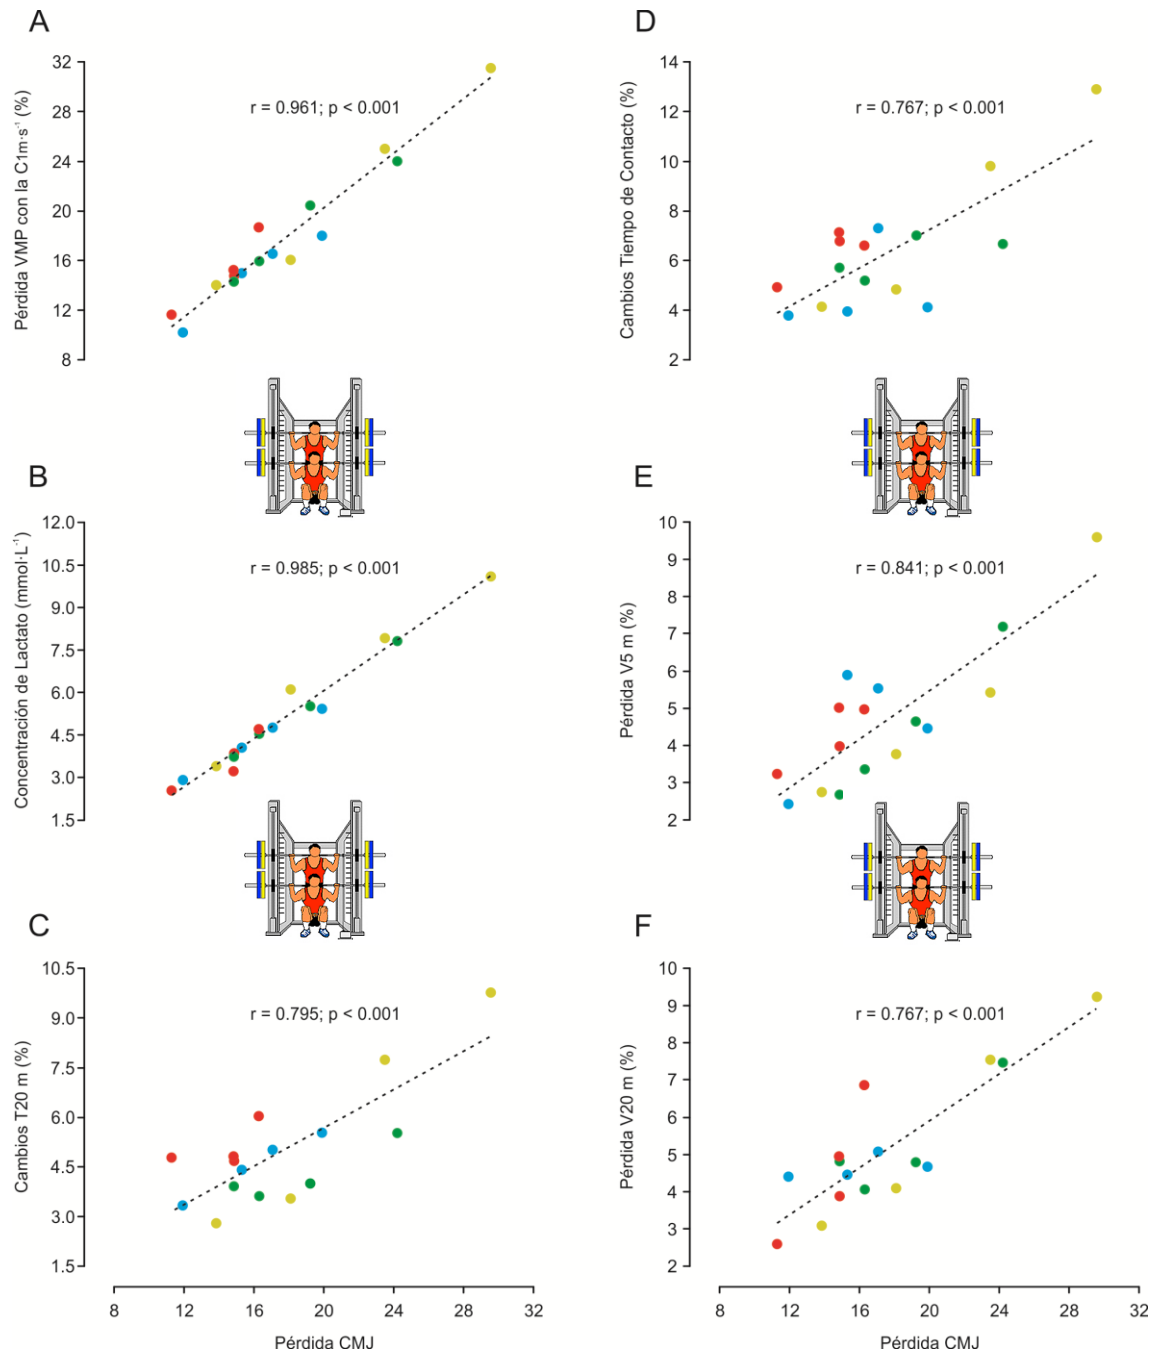 A
Pérdida VMP con la C1m·s⁻¹ (%)
32
28
24
20
16
12
8
r = 0.961; p < 0.001
D
Cambios Tiempo de Contacto (%)
14
12
10
8
6
4
2
r = 0.767; p < 0.001
B
Concentración de Lactato (mmol·L⁻¹)
12.0
10.5
9.0
7.5
6.0
4.5
3.0
1.5
r = 0.985; p < 0.001
E
Pérdida V5 m (%)
10
9
8
7
6
5
4
3
2
r = 0.841; p < 0.001
C
Cambios T20 m (%)
10.5
9.0
7.5
6.0
4.5
3.0
1.5
r = 0.795; p < 0.001
8 12 16 20 24 28 32
Pérdida CMJ
F
Pérdida V20 m (%)
10
9
8
7
6
5
4
3
2
r = 0.767; p < 0.001
8 12 16 20 24 28 32
Pérdida CMJ